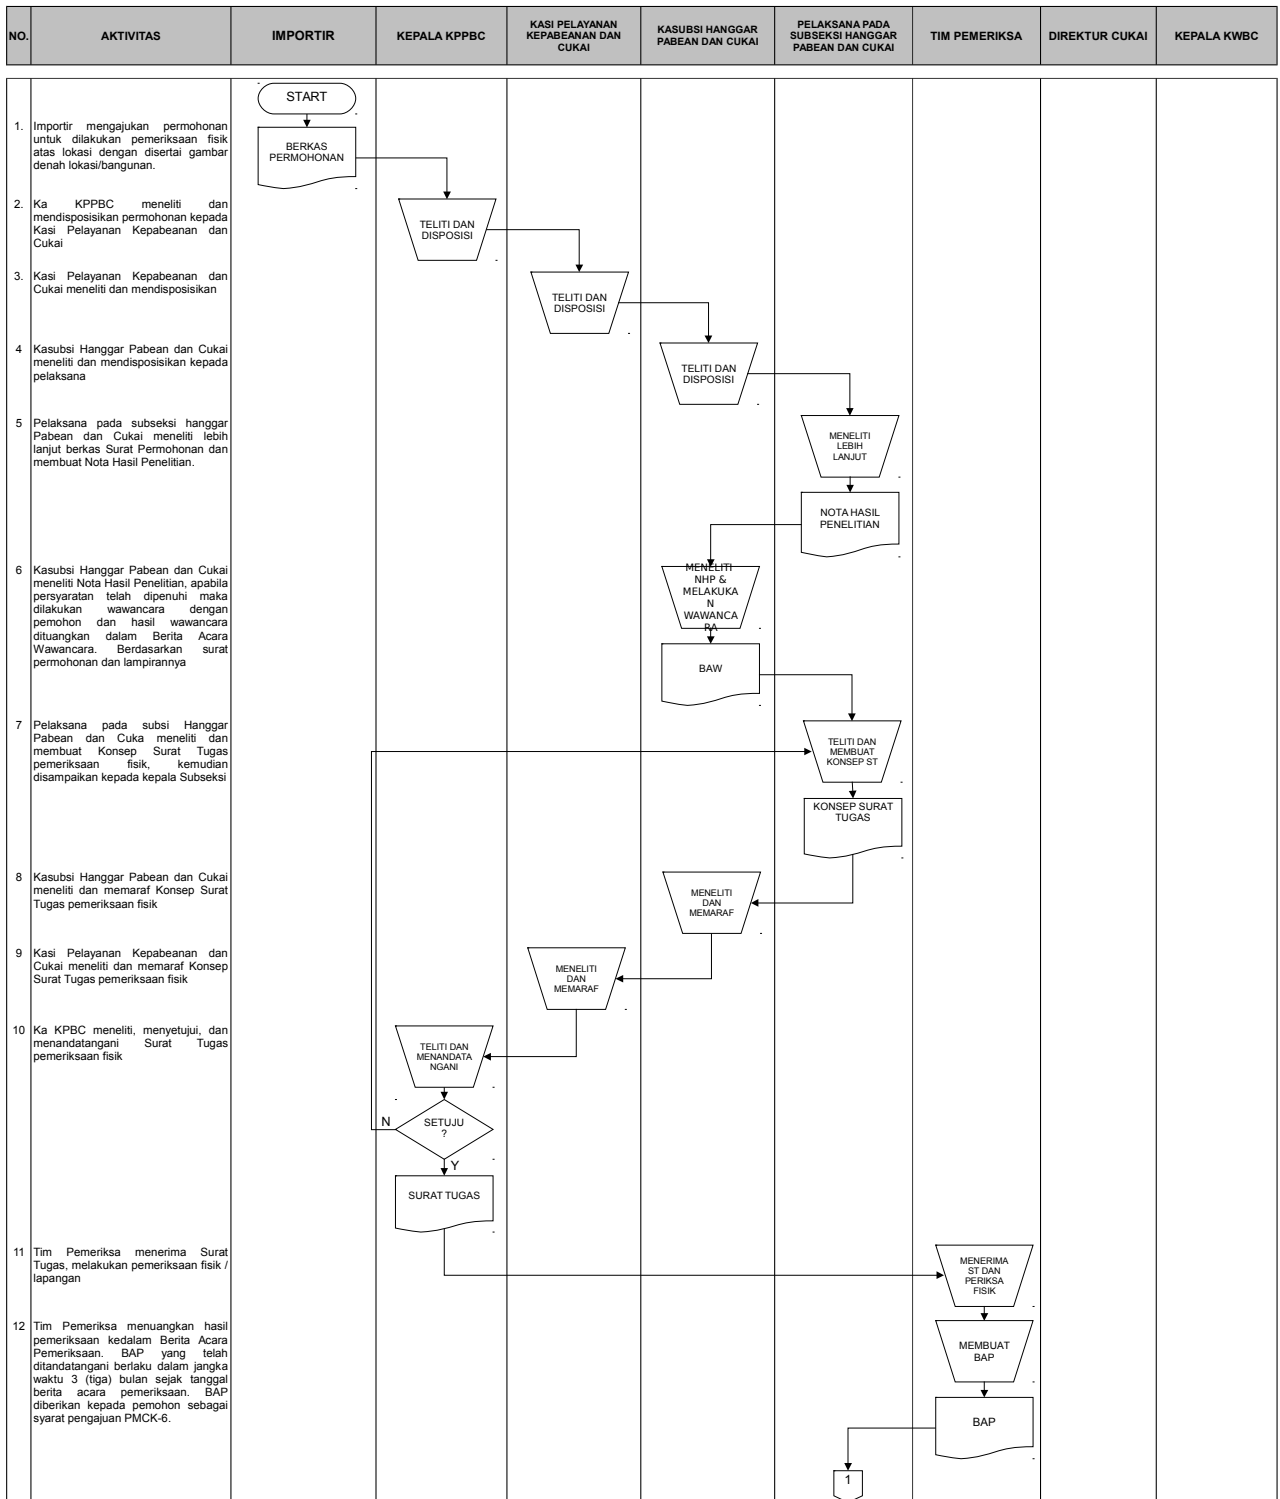 NO.
AKTIVITAS
IMPORTIR
KEPALA KPPBC
KASI PELAYANAN
KEPABEANAN DAN
CUKAI
KASUBSI HANGGAR
PABEAN DAN CUKAI
PELAKSANA PADA
SUBSEKSI HANGGAR
PABEAN DAN CUKAI
TIM PEMERIKSA
DIREKTUR CUKAI
KEPALA KWBC
START
1. Importir mengajukan permohonan
untuk dilakukan pemeriksaan fisik
atas lokasi dengan disertai gambar
denah lokasi/bangunan.
BERKAS
PERMOHONAN
2. Ka KPPBC meneliti dan
mendisposisikan permohonan kepada
Kasi Pelayanan Kepabeanan dan
Cukai
TELITI DAN
DISPOSISI
3. Kasi Pelayanan Kepabeanan dan
Cukai meneliti dan mendisposisikan
TELITI DAN
DISPOSISI
4 Kasubsi Hanggar Pabean dan Cukai
meneliti dan mendisposisikan kepada
pelaksana
TELITI DAN
DISPOSISI
5 Pelaksana pada subseksi hanggar
Pabean dan Cukai meneliti lebih
lanjut berkas Surat Permohonan dan
membuat Nota Hasil Penelitian.
MENELITI
LEBIH
LANJUT
NOTA HASIL
PENELITIAN
6 Kasubsi Hanggar Pabean dan Cukai
meneliti Nota Hasil Penelitian, apabila
persyaratan telah dipenuhi maka
dilakukan wawancara dengan
pemohon dan hasil wawancara
dituangkan dalam Berita Acara
Wawancara. Berdasarkan surat
permohonan dan lampirannya
MENELITI
NHP &
MELAKUKA
N
WAWANCA
RA
BAW
7 Pelaksana pada subsi Hanggar
Pabean dan Cuka meneliti dan
membuat Konsep Surat Tugas
pemeriksaan fisik, kemudian
disampaikan kepada kepala Subseksi
TELITI DAN
MEMBUAT
KONSEP ST
KONSEP SURAT
TUGAS
8 Kasubsi Hanggar Pabean dan Cukai
meneliti dan memaraf Konsep Surat
Tugas pemeriksaan fisik
MENELITI
DAN
MEMARAF
9 Kasi Pelayanan Kepabeanan dan
Cukai meneliti dan memaraf Konsep
Surat Tugas pemeriksaan fisik
MENELITI
DAN
MEMARAF
10 Ka KPBC meneliti, menyetujui, dan
menandatangani Surat Tugas
pemeriksaan fisik
TELITI DAN
MENANDATA
NGANI
N
SETUJU
?
Y
SURAT TUGAS
11 Tim Pemeriksa menerima Surat
Tugas, melakukan pemeriksaan fisik /
lapangan
MENERIMA
ST DAN
PERIKSA
FISIK
12 Tim Pemeriksa menuangkan hasil
pemeriksaan kedalam Berita Acara
Pemeriksaan. BAP yang telah
ditandatangani berlaku dalam jangka
waktu 3 (tiga) bulan sejak tanggal
berita acara pemeriksaan. BAP
diberikan kepada pemohon sebagai
syarat pengajuan PMCK-6.
MEMBUAT
BAP
BAP
1